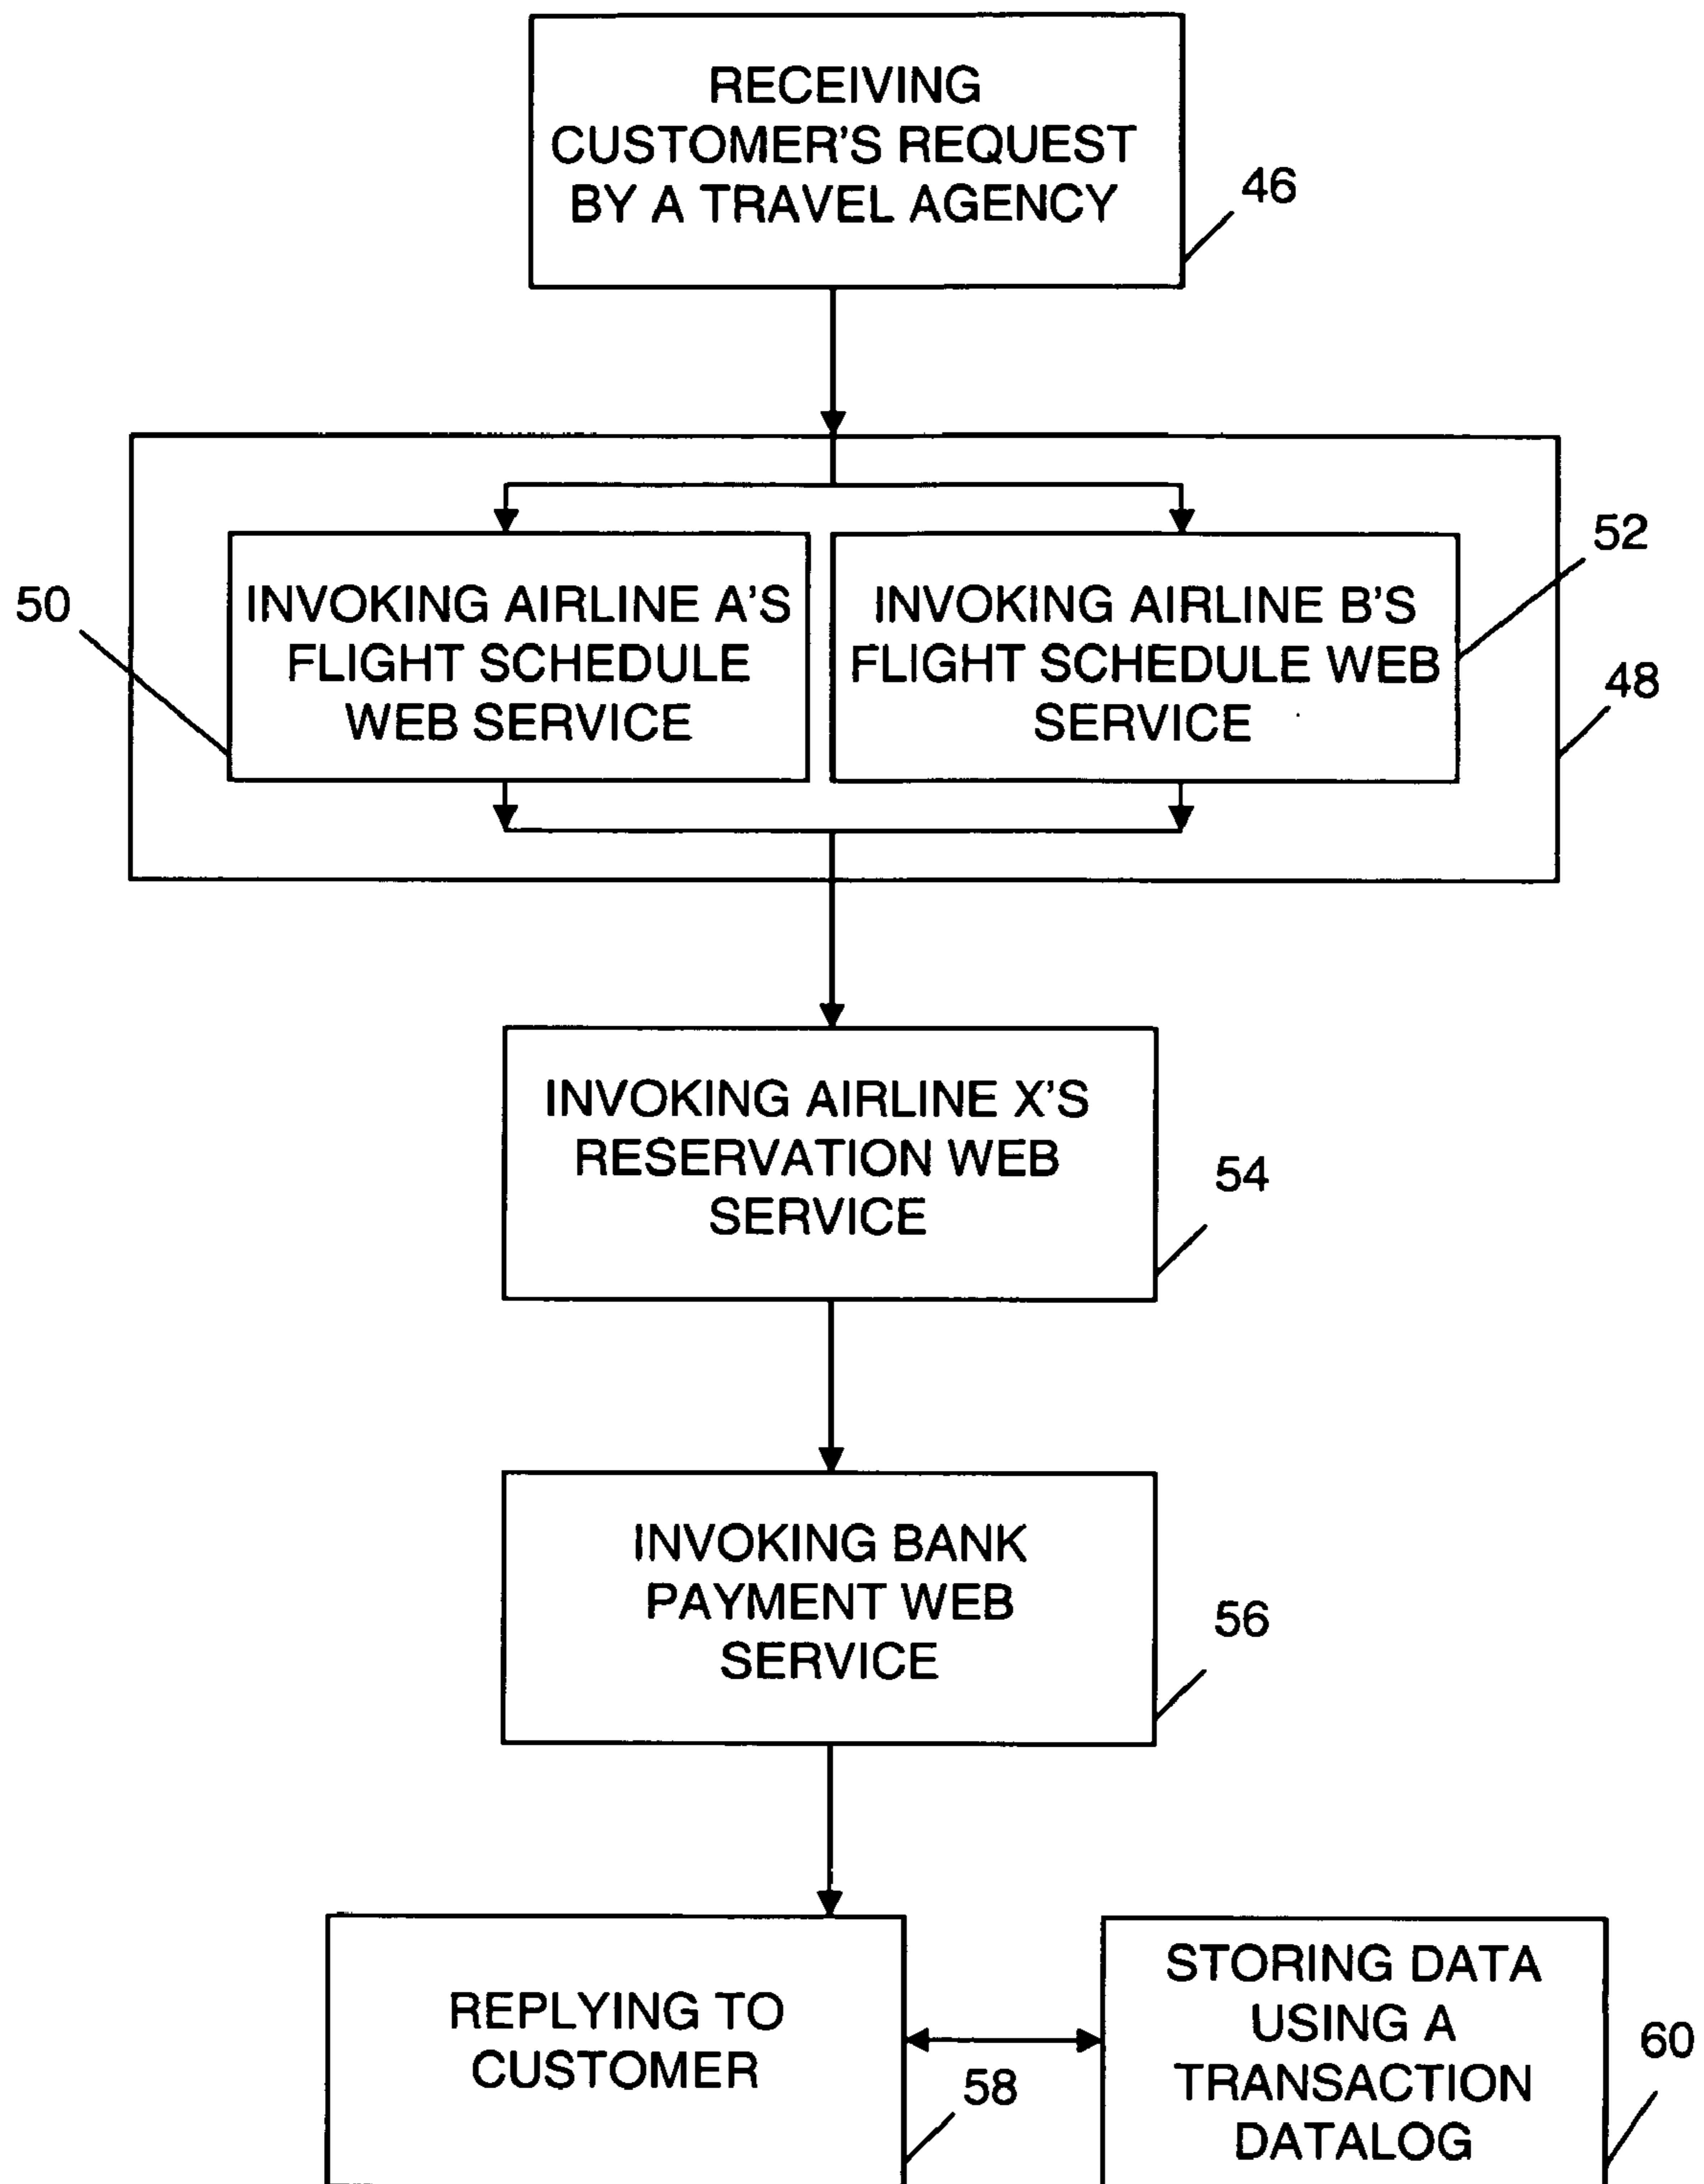 RECEIVING
CUSTOMER'S REQUEST
BY A TRAVEL AGENCY
46
50
INVOKING AIRLINE A'S
FLIGHT SCHEDULE
WEB SERVICE
INVOKING AIRLINE B'S
FLIGHT SCHEDULE WEB
SERVICE
52
48
INVOKING AIRLINE X'S
RESERVATION WEB
SERVICE
54
INVOKING BANK
PAYMENT WEB
SERVICE
56
REPLYING TO
CUSTOMER
58
STORING DATA
USING A
TRANSACTION
DATALOG
60